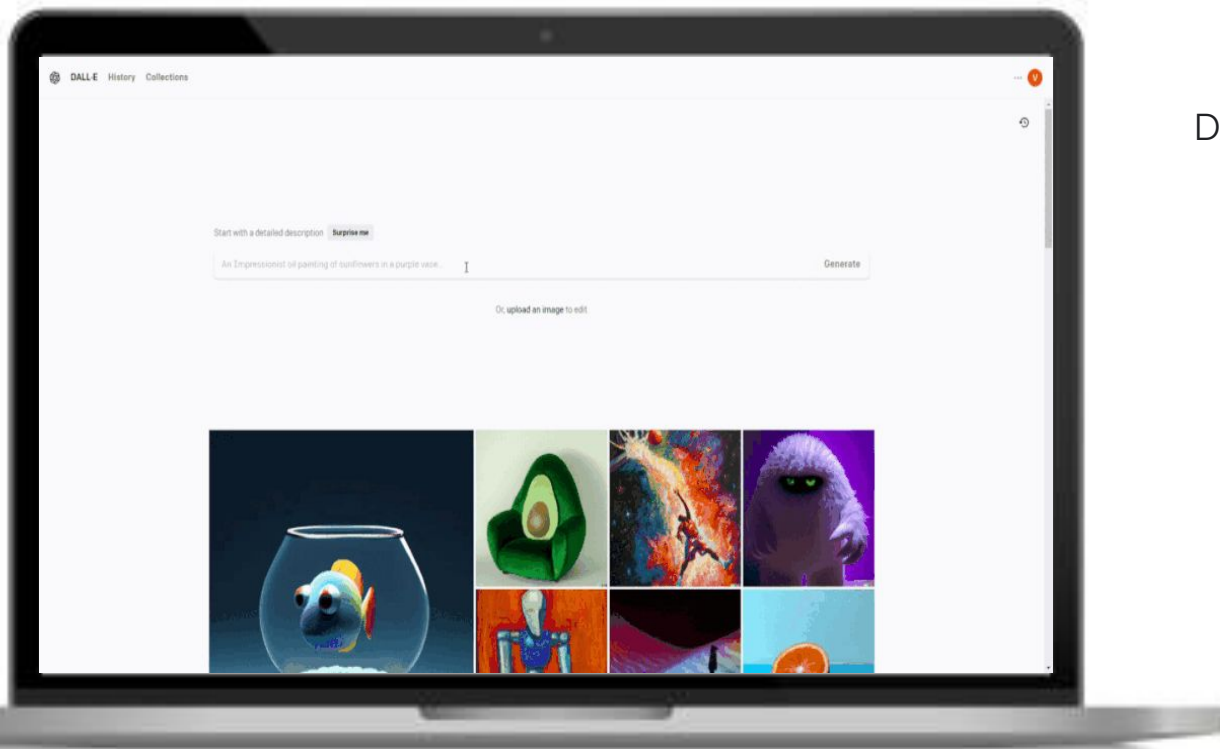 DALL·E History Collections
··· V
D
Start with a detailed description Surprise me
An Impressionist oil painting of sunflowers in a purple vase... Generate
Or, upload an image to edit